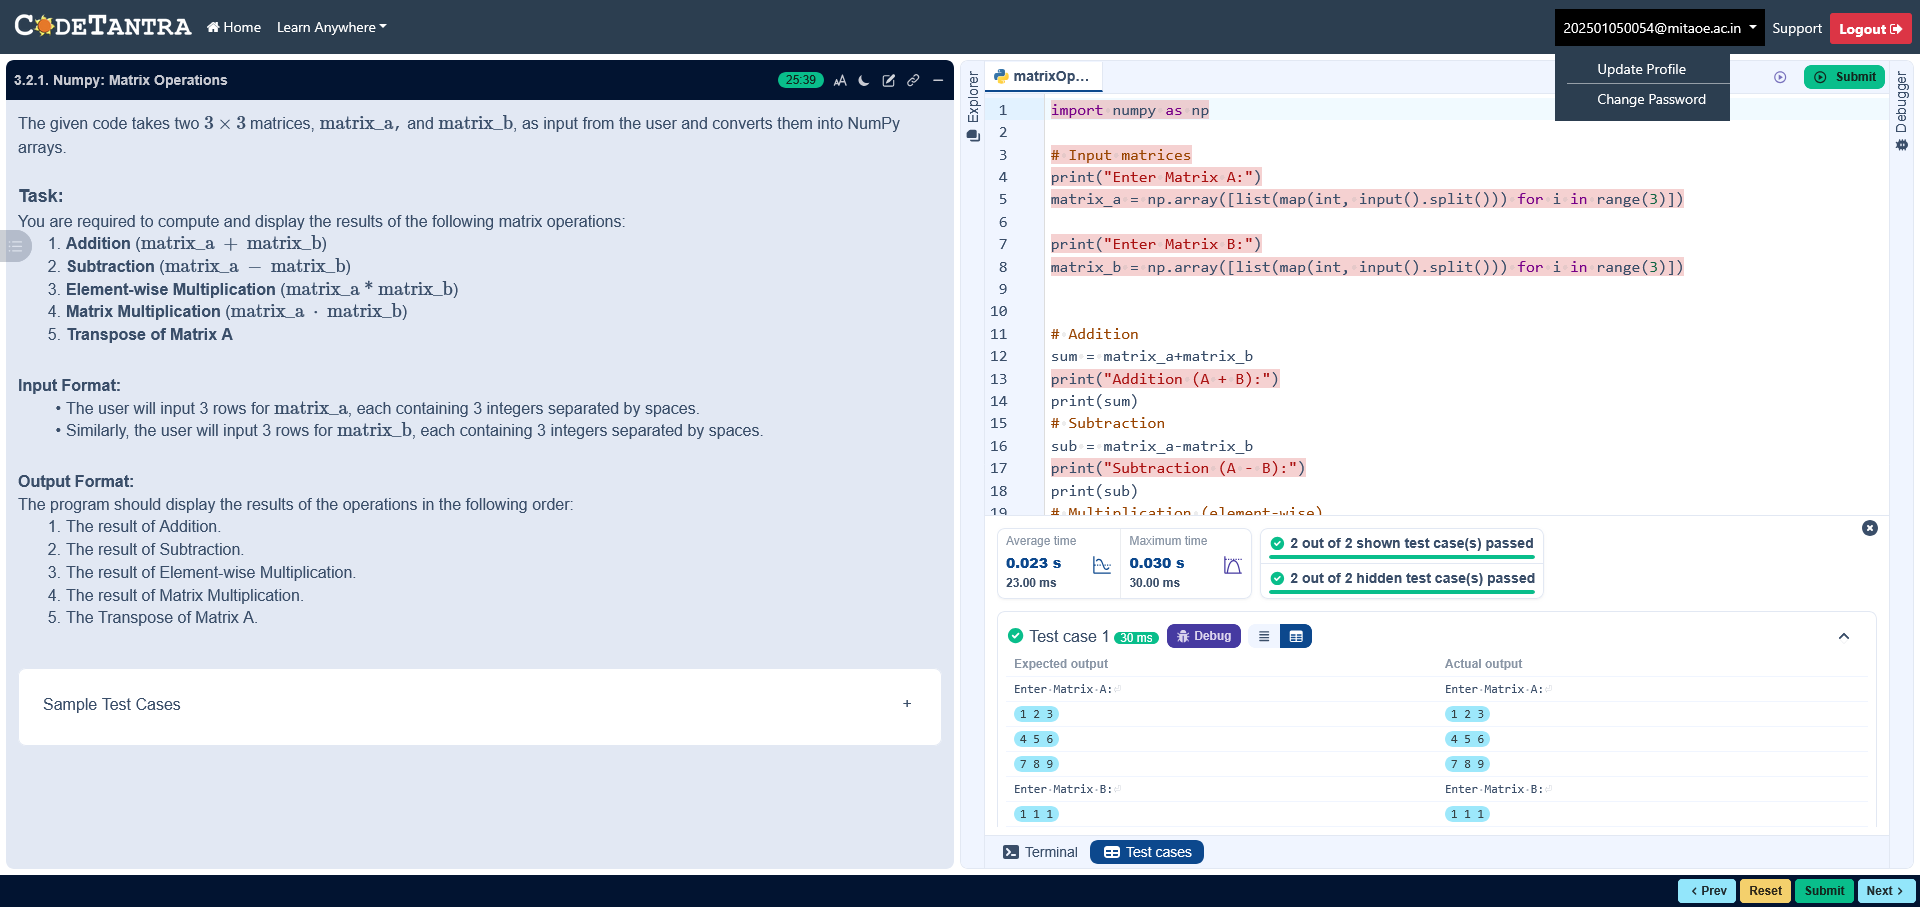 CODETANTRA
Home
Learn Anywhere
202501050054@mitaoe.ac.in
Support
Logout
Update Profile
Change Password
3.2.1. Numpy: Matrix Operations
25:39
AA
The given code takes two 3 × 3 matrices, matrix_a, and matrix_b, as input from the user and converts them into NumPy
arrays.
Task:
You are required to compute and display the results of the following matrix operations:
1. Addition (matrix_a + matrix_b)
2. Subtraction (matrix_a − matrix_b)
3. Element-wise Multiplication (matrix_a * matrix_b)
4. Matrix Multiplication (matrix_a · matrix_b)
5. Transpose of Matrix A
Input Format:
• The user will input 3 rows for matrix_a, each containing 3 integers separated by spaces.
• Similarly, the user will input 3 rows for matrix_b, each containing 3 integers separated by spaces.
Output Format:
The program should display the results of the operations in the following order:
1. The result of Addition.
2. The result of Subtraction.
3. The result of Element-wise Multiplication.
4. The result of Matrix Multiplication.
5. The Transpose of Matrix A.
Sample Test Cases
+
Explorer
matrixOp...
Submit
Debugger
1 import numpy as np
2
3 # Input matrices
4 print("Enter Matrix A:")
5 matrix_a = np.array([list(map(int, input().split())) for i in range(3)])
6
7 print("Enter Matrix B:")
8 matrix_b = np.array([list(map(int, input().split())) for i in range(3)])
9
10
11 # Addition
12 sum = matrix_a+matrix_b
13 print("Addition (A + B):")
14 print(sum)
15 # Subtraction
16 sub = matrix_a-matrix_b
17 print("Subtraction (A - B):")
18 print(sub)
19 # Multiplication (element-wise)
Average time
0.023 s
23.00 ms
Maximum time
0.030 s
30.00 ms
2 out of 2 shown test case(s) passed
2 out of 2 hidden test case(s) passed
Test case 1
30 ms
Debug
Expected output
Actual output
Enter·Matrix·A:
Enter·Matrix·A:
1 2 3
1 2 3
4 5 6
4 5 6
7 8 9
7 8 9
Enter·Matrix·B:
Enter·Matrix·B:
1 1 1
1 1 1
Terminal
Test cases
< Prev
Reset
Submit
Next >